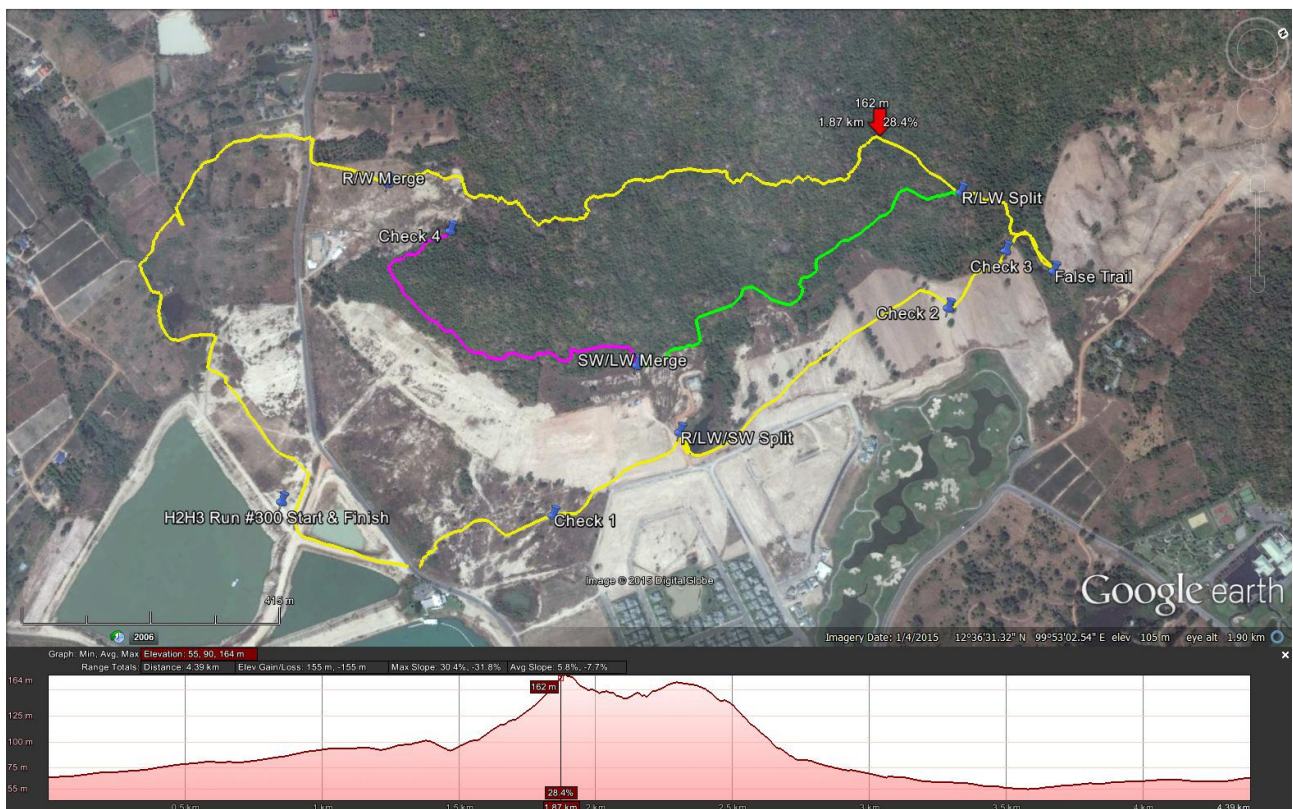 N
162 m
1.87 km 28.4%
R/W Merge
R/LW Split
Check 4
Check 3
False Trail
Check 2
SW/LW Merge
R/LW/SW Split
H2H3 Run #300 Start & Finish
Check 1
Image © 2015 DigitalGlobe
415 m
Google earth
2006
Imagery Date: 1/4/2015 12°36'31.32" N 99°53'02.54" E elev 105 m eye alt 1.90 km
Graph: Min, Avg, Max Elevation: 55, 90, 164 m
Range Totals: Distance: 4.39 km Elev Gain/Loss: 155 m, -155 m Max Slope: 30.4%, -31.8% Avg Slope: 5.8%, -7.7%
164 m
162 m
125 m
100 m
75 m
55 m
28.4%
0.5 km 1 km 1.5 km 1.87 km 2 km 2.5 km 3 km 3.5 km 4 km 4.39 km